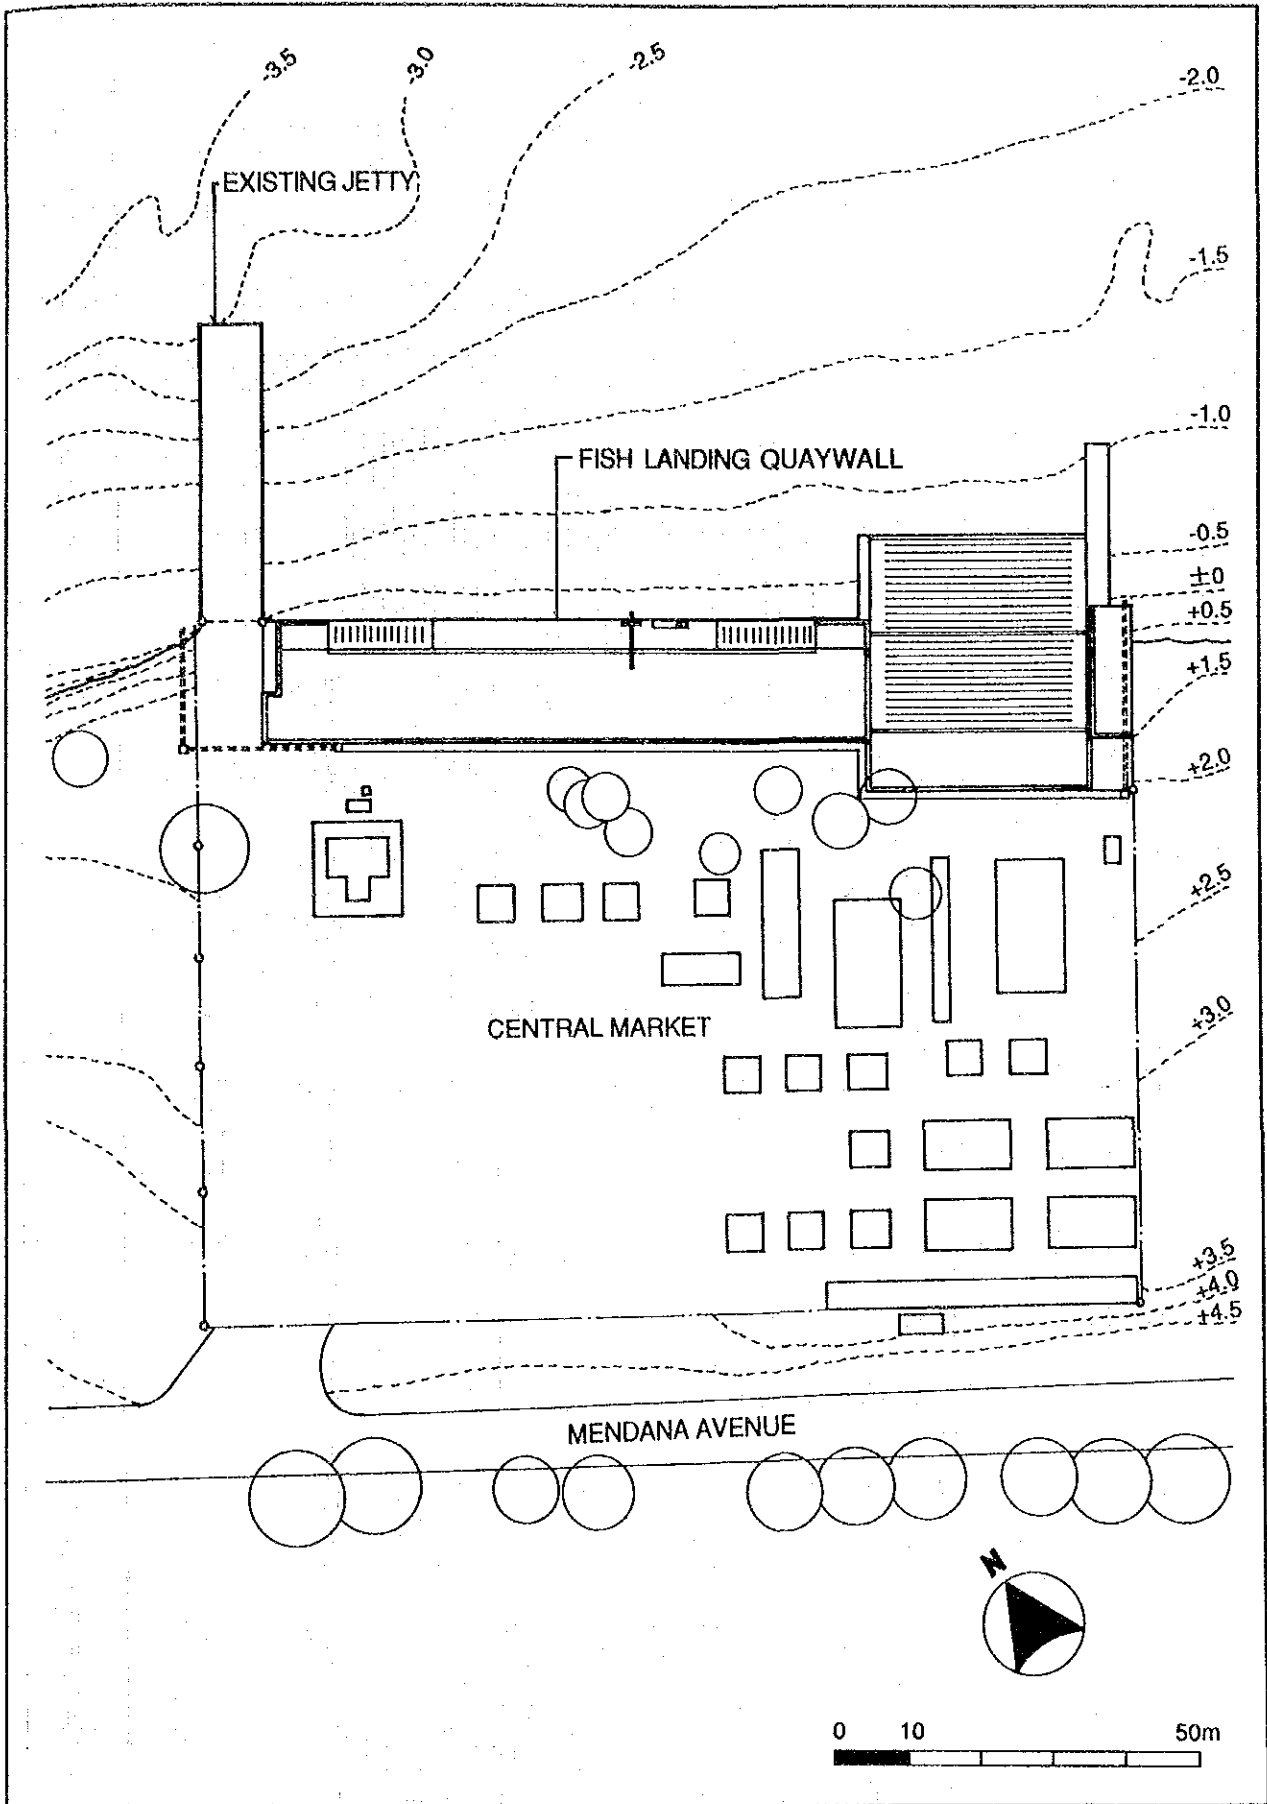 -3.5
-3.0
-2.5
-2.0
EXISTING JETTY
-1.5
-1.0
FISH LANDING QUAYWALL
-0.5
±0
+0.5
+1.5
+2.0
+2.5
+3.0
CENTRAL MARKET
+3.5
+4.0
+4.5
MENDANA AVENUE
N
0 10 50m